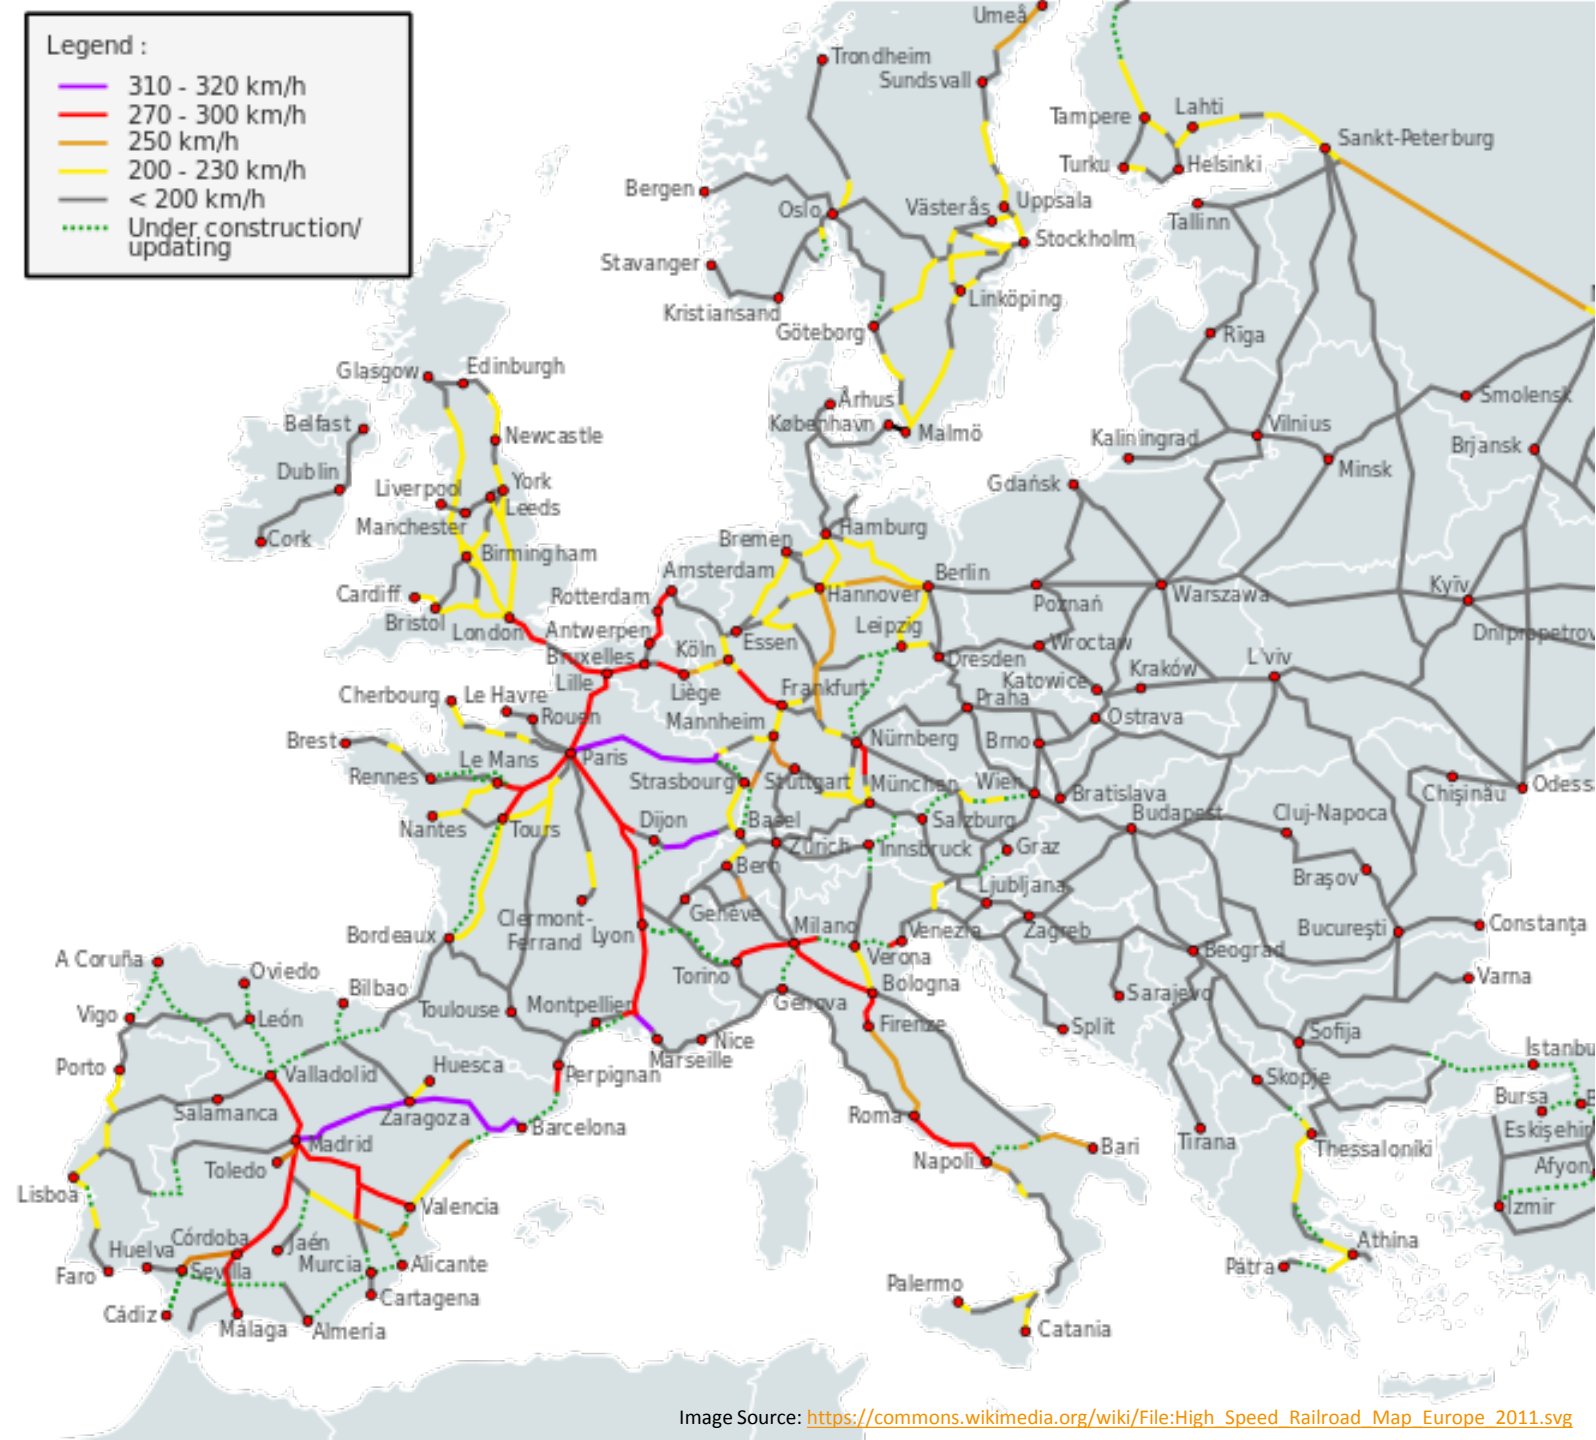 Legend :
310 - 320 km/h
270 - 300 km/h
250 km/h
200 - 230 km/h
< 200 km/h
Under construction/
updating
Umeå
Trondheim
Sundsvall
Tampere
Lahti
Sankt-Peterburg
Turku
Helsinki
Bergen
Oslo
Västerås
Uppsala
Tallinn
Stockholm
Stavanger
Kristiansand
Linköping
Göteborg
Rīga
Glasgow
Edinburgh
Århus
Smolensk
Belfast
København
Malmö
Newcastle
Kaliningrad
Vilnius
Brjansk
Minsk
Dublin
Liverpool
York
Leeds
Gdańsk
Manchester
Cork
Birmingham
Bremen
Hamburg
Amsterdam
Berlin
Cardiff
Rotterdam
Hannover
Poznań
Warszawa
Kyïv
Bristol
London
Antwerpen
Essen
Leipzig
Wrocław
Dnipropetrov
Bruxelles
Köln
Dresden
Kraków
L'viv
Lille
Liège
Frankfurt
Katowice
Cherbourg
Le Havre
Rouen
Mannheim
Praha
Ostrava
Brest
Paris
Nürnberg
Brno
Le Mans
Rennes
Strasbourg
Stuttgart
München
Wien
Bratislava
Chişinău
Odess
Nantes
Tours
Dijon
Basel
Salzburg
Budapest
Cluj-Napoca
Zürich
Innsbruck
Graz
Bern
Braşov
Ljubljana
Clermont-
Ferrand
Lyon
Genève
Milano
Venezia
Zagreb
Bucureşti
Constanţa
Bordeaux
A Coruña
Oviedo
Torino
Verona
Beograd
Varna
Bilbao
Vigo
León
Toulouse
Montpellier
Genova
Bologna
Sarajevo
Firenze
Split
Sofija
Nice
Marseille
İstanbu
Porto
Valladolid
Huesca
Perpignan
Skopje
Salamanca
Zaragoza
Barcelona
Roma
Bursa
Eskişehir
Madrid
Napoli
Bari
Tirana
Thessaloniki
Toledo
Afyon
Lisboa
Valencia
İzmir
Huelva
Córdoba
Jaén
Athina
Faro
Sevilla
Murcia
Alicante
Pátra
Cádiz
Cartagena
Palermo
Málaga
Almería
Catania
Image Source: https://commons.wikimedia.org/wiki/File:High_Speed_Railroad_Map_Europe_2011.svg